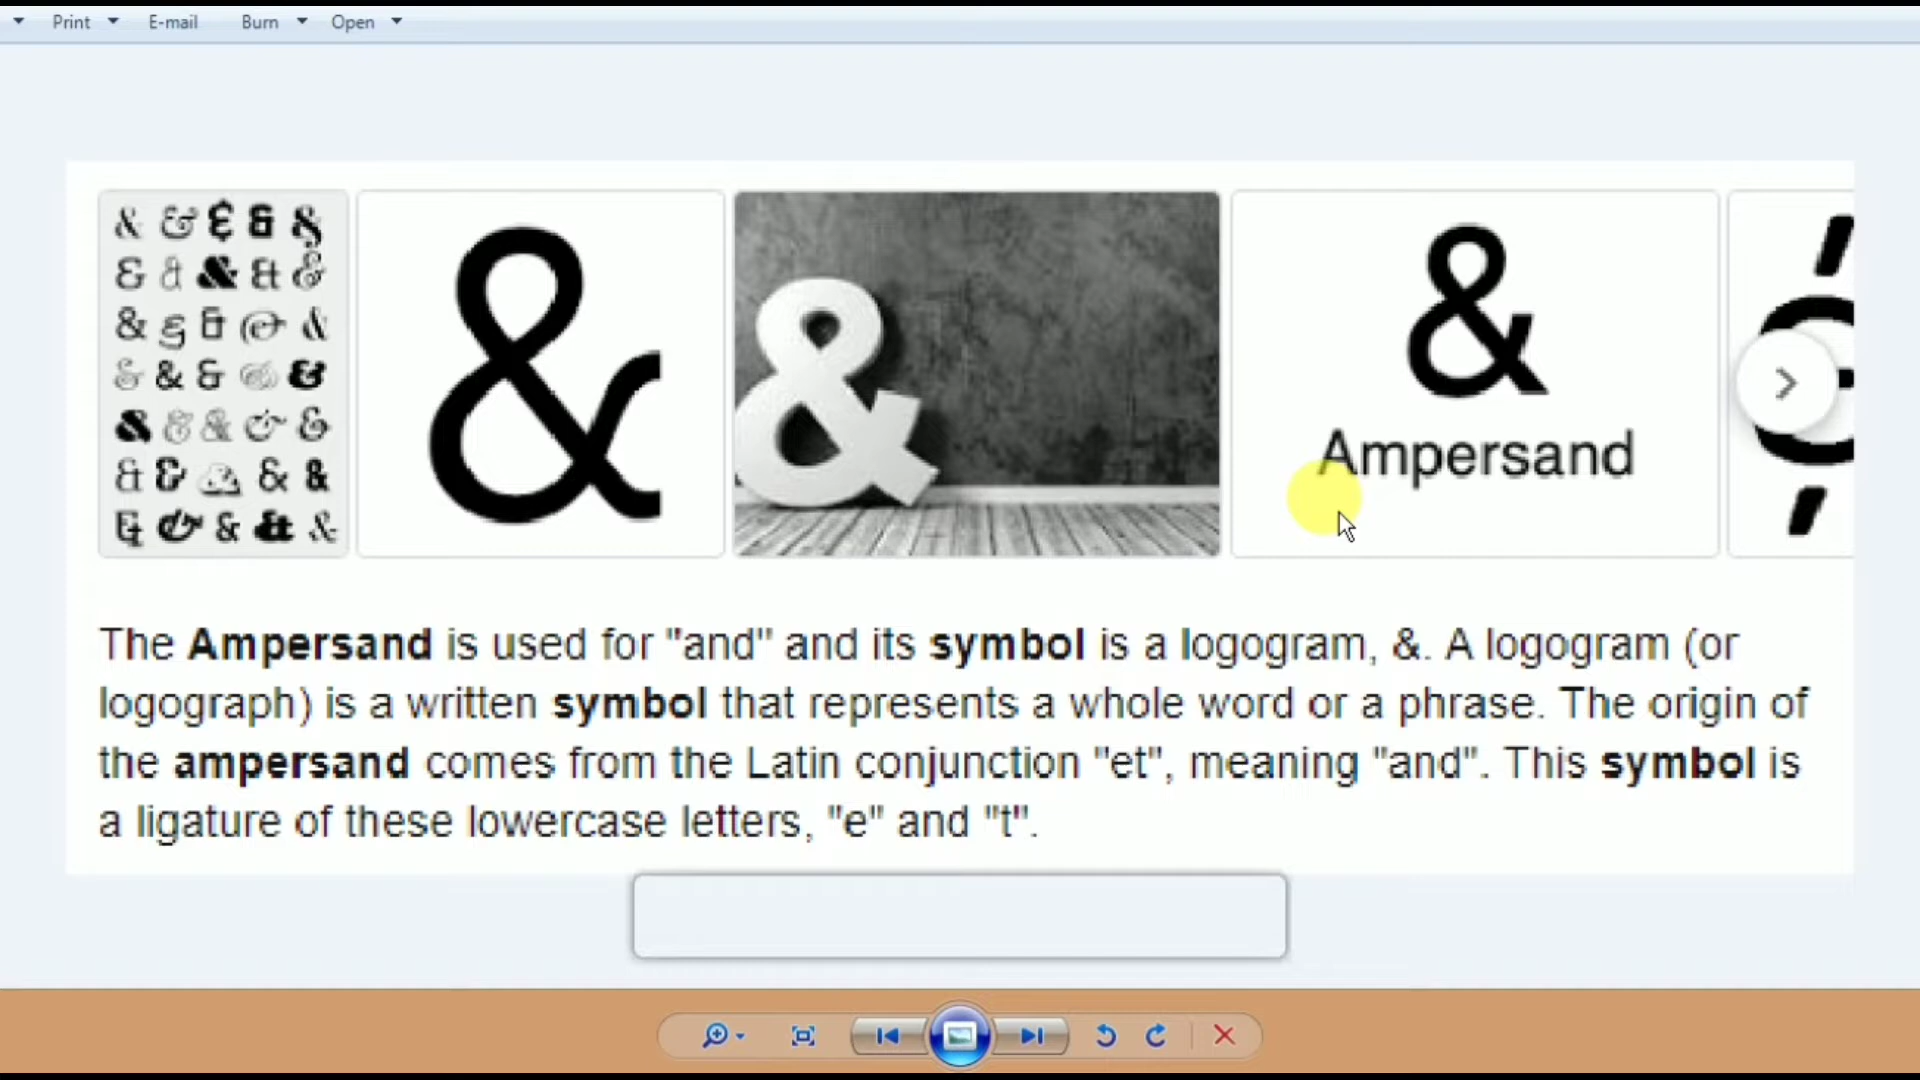 Print E-mail Burn Open
&
&
&
Ampersand
The Ampersand is used for "and" and its symbol is a logogram, &. A logogram (or
logograph) is a written symbol that represents a whole word or a phrase. The origin of
the ampersand comes from the Latin conjunction "et", meaning "and". This symbol is
a ligature of these lowercase letters, "e" and "t".